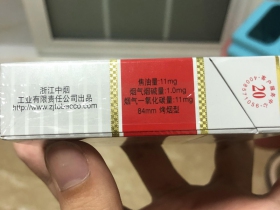 浙江中烟
工业有限责任公司出品
http://www.zjtobacco.com
焦油量:11mg
烟气烟碱量:1.0mg
烟气一氧化碳量:11mg
84mm 烤烟型
20